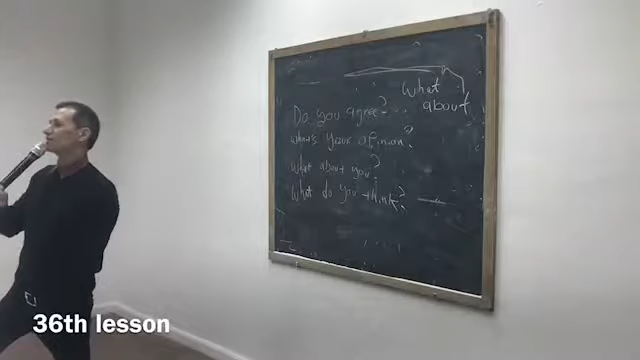 What
about
Do you agree?
what's your opinion?
What about you?
What do you think?
36th lesson